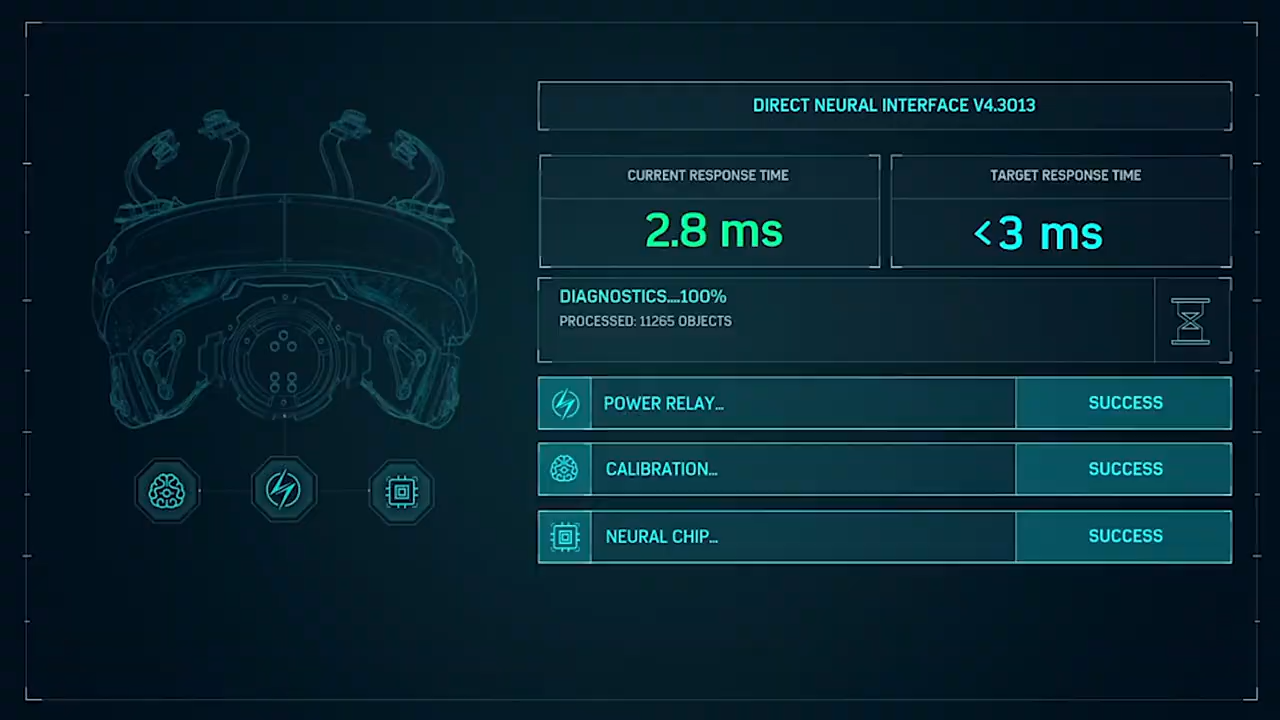 DIRECT NEURAL INTERFACE V4.3013
CURRENT RESPONSE TIME
2.8 ms
TARGET RESPONSE TIME
<3 ms
DIAGNOSTICS....100%
PROCESSED: 11265 OBJECTS
POWER RELAY...
SUCCESS
CALIBRATION...
SUCCESS
NEURAL CHIP...
SUCCESS